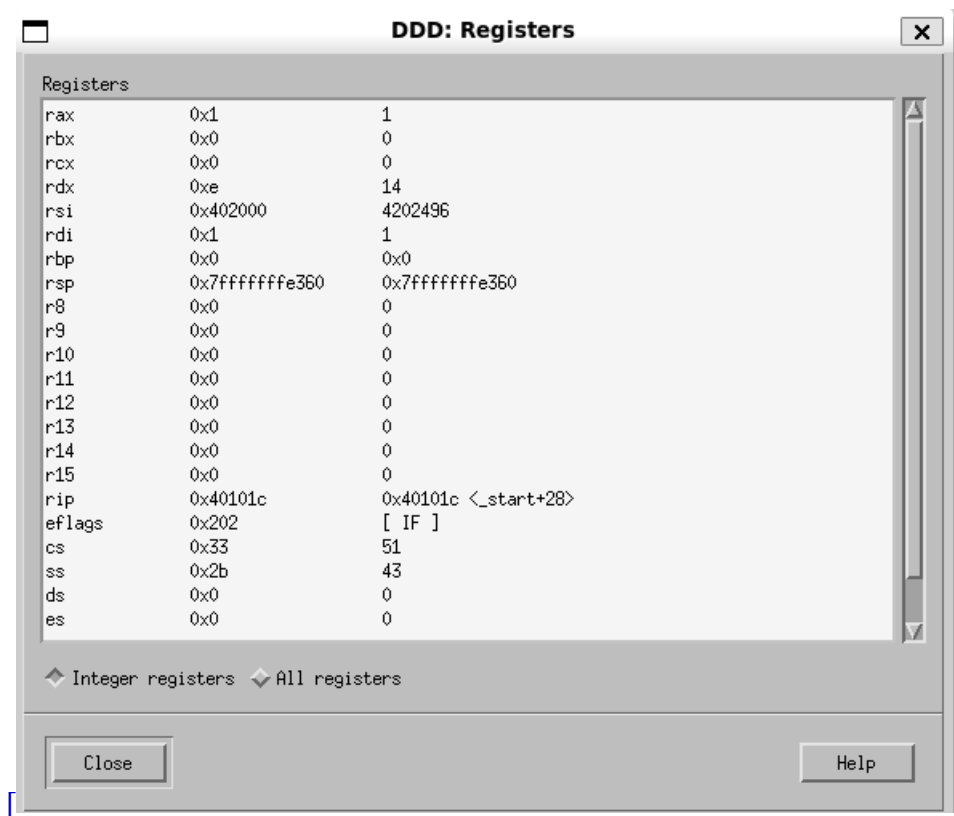 DDD: Registers
Registers
rax 0x1 1
rbx 0x0 0
rcx 0x0 0
rdx 0xe 14
rsi 0x402000 4202496
rdi 0x1 1
rbp 0x0 0x0
rsp 0x7fffffffe360 0x7fffffffe360
r8 0x0 0
r9 0x0 0
r10 0x0 0
r11 0x0 0
r12 0x0 0
r13 0x0 0
r14 0x0 0
r15 0x0 0
rip 0x40101c 0x40101c <_start+28>
eflags 0x202 [ IF ]
cs 0x33 51
ss 0x2b 43
ds 0x0 0
es 0x0 0
Integer registers All registers
Close Help
[